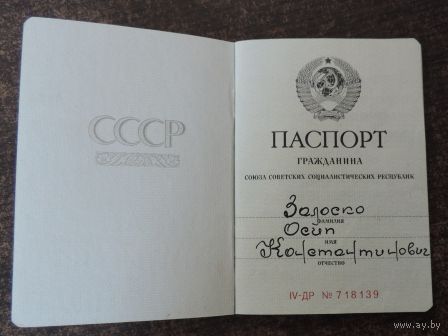 СССР
ПАСПОРТ
ГРАЖДАНИНА
СОЮЗА СОВЕТСКИХ СОЦИАЛИСТИЧЕСКИХ РЕСПУБЛИК
Залоско
фамилия
Осип
имя
Константинович
отчество
IV-ДР № 718139
www.ay.by